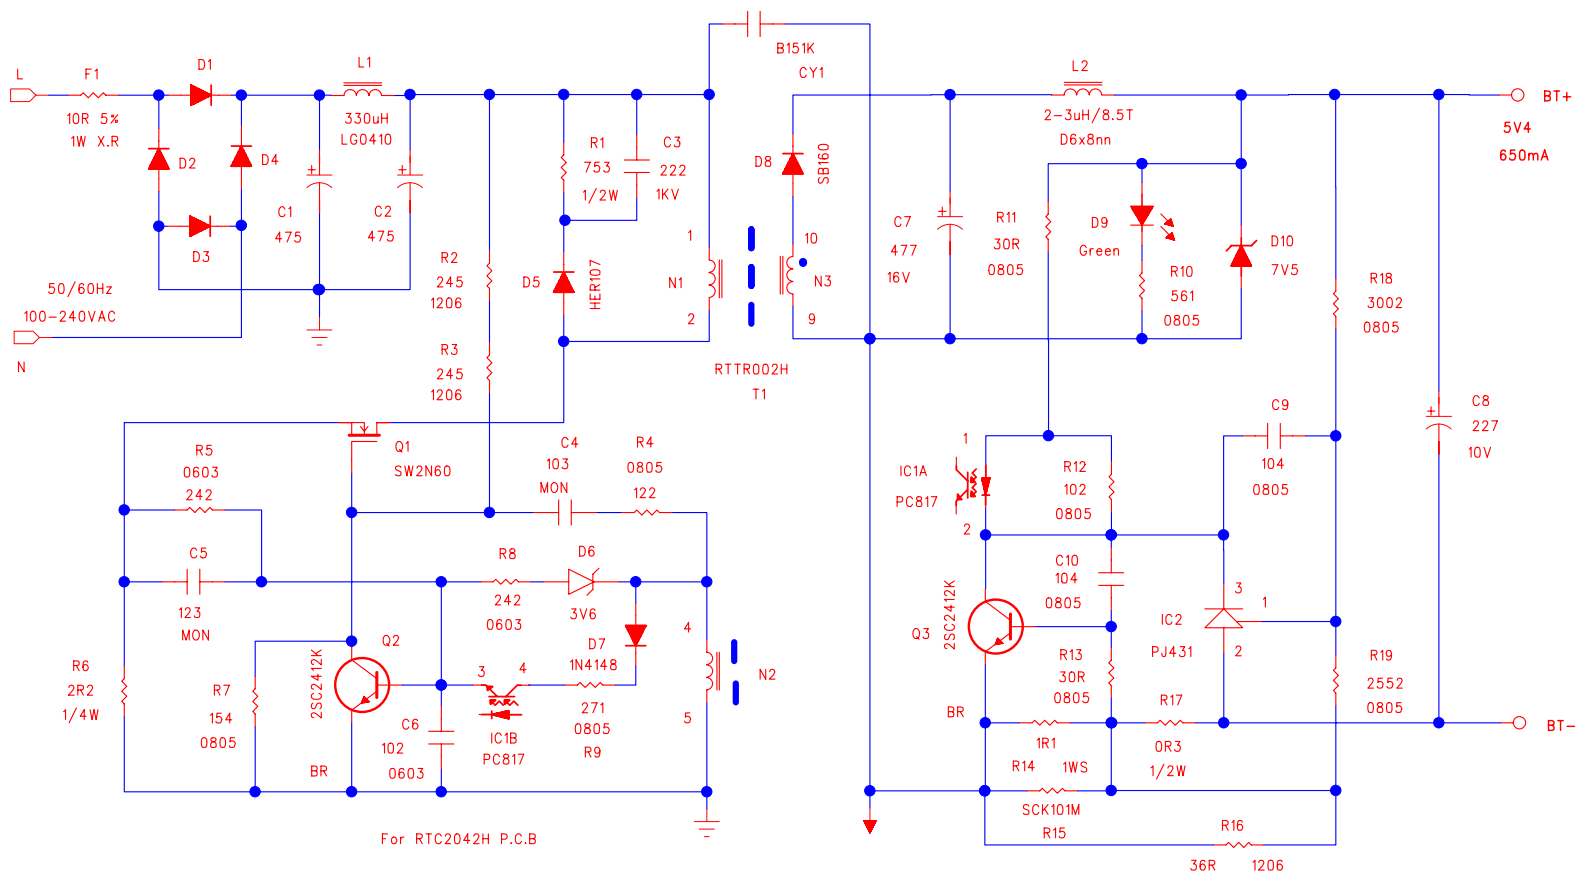 L
F1
10R 5%
1W X.R
D1
D2
D4
D3
L1
330uH
LGO410
C1
475
C2
475
50/60Hz
100-240VAC
N
R1
753
1/2W
C3
222
1KV
R2
245
1206
D5
HER107
R3
245
1206
1
N1
2
B151K
CY1
D8
SB160
10
N3
9
RTTR002H
T1
L2
2-3uH/8.5T
D6x8nn
C7
477
16V
R11
30R
0805
D9
Green
R10
561
0805
D10
7V5
R18
3002
0805
BT+
5V4
650mA
C8
227
10V
Q1
SW2N60
R5
0603
242
C4
103
MON
R4
0805
122
C5
123
MON
R8
242
0603
D6
3V6
D7
1N4148
R6
2R2
1/4W
R7
154
0805
Q2
2SC2412K
BR
3
4
IC1B
PC817
271
0805
R9
C6
102
0603
4
N2
5
For RTC2042H P.C.B
1
IC1A
PC817
2
R12
102
0805
C9
104
0805
C10
104
0805
Q3
2SC2412K
3
1
IC2
PJ431
2
R13
30R
0805
R19
2552
0805
BR
1R1
R14
1WS
R17
0R3
1/2W
SCK101M
R15
R16
36R
1206
BT-